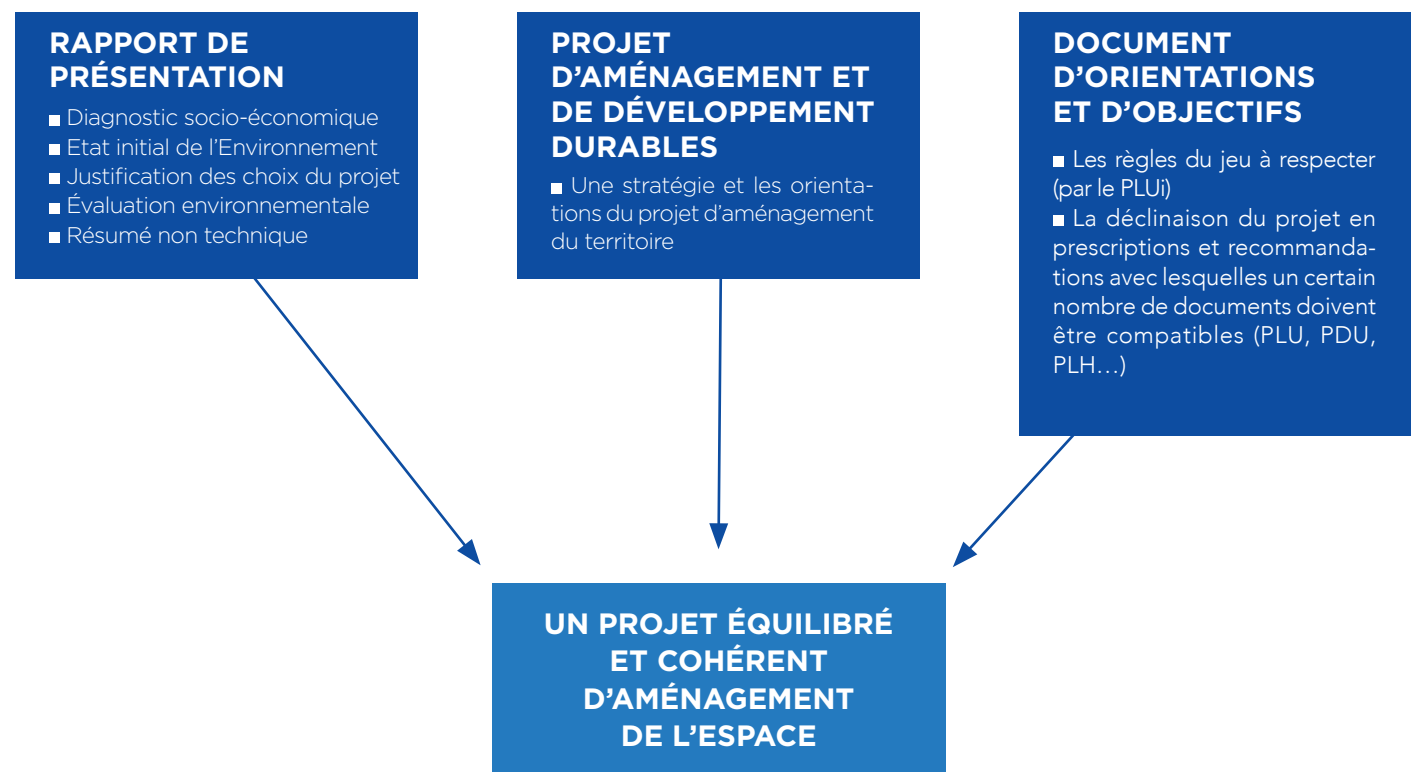 RAPPORT DE
PRÉSENTATION
■ Diagnostic socio-économique
■ Etat initial de l’Environnement
■ Justification des choix du projet
■ Évaluation environnementale
■ Résumé non technique
PROJET
D’AMÉNAGEMENT ET
DE DÉVELOPPEMENT
DURABLES
■ Une stratégie et les orienta-
tions du projet d’aménagement
du territoire
DOCUMENT
D’ORIENTATIONS
ET D’OBJECTIFS
■ Les règles du jeu à respecter
(par le PLUi)
■ La déclinaison du projet en
prescriptions et recommanda-
tions avec lesquelles un certain
nombre de documents doivent
être compatibles (PLU, PDU,
PLH…)
UN PROJET ÉQUILIBRÉ
ET COHÉRENT
D’AMÉNAGEMENT
DE L’ESPACE